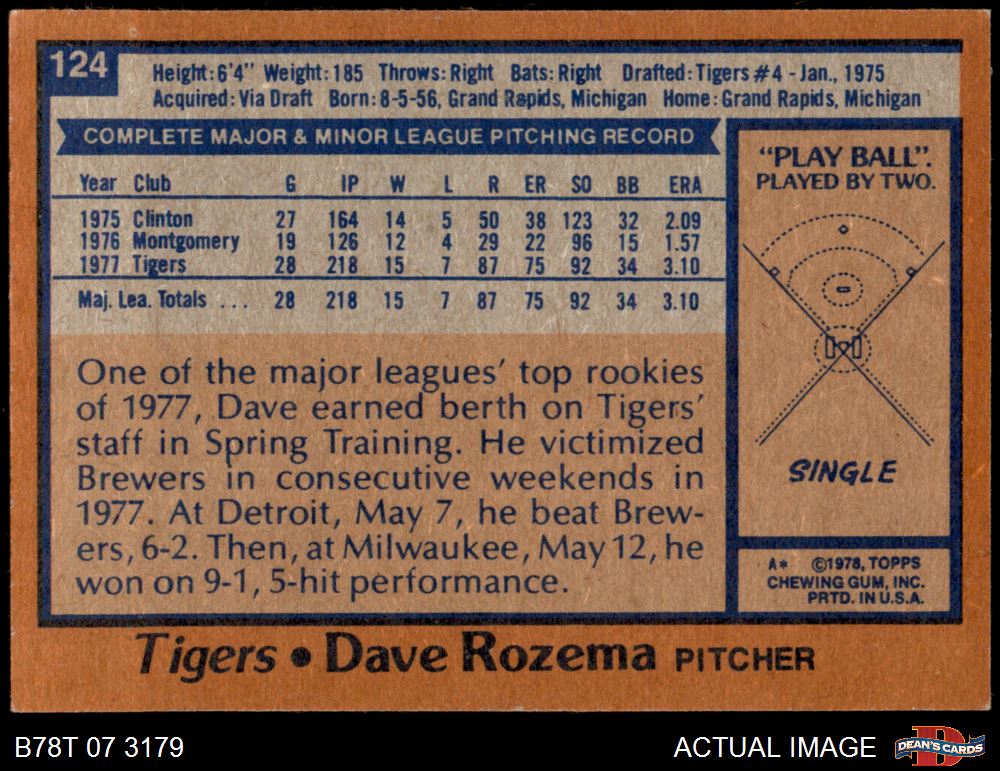 124
Height: 6'4" Weight: 185 Throws: Right Bats: Right Drafted: Tigers #4 - Jan., 1975
Acquired: Via Draft Born: 8-5-56, Grand Rapids, Michigan Home: Grand Rapids, Michigan
COMPLETE MAJOR & MINOR LEAGUE PITCHING RECORD
Year Club G IP W L R ER SO BB ERA
1975 Clinton 27 164 14 5 50 38 123 32 2.09
1976 Montgomery 19 126 12 4 29 22 96 15 1.57
1977 Tigers 28 218 15 7 87 75 92 34 3.10
Maj. Lea. Totals ... 28 218 15 7 87 75 92 34 3.10
One of the major leagues' top rookies
of 1977, Dave earned berth on Tigers'
staff in Spring Training. He victimized
Brewers in consecutive weekends in
1977. At Detroit, May 7, he beat Brew-
ers, 6-2. Then, at Milwaukee, May 12, he
won on 9-1, 5-hit performance.
"PLAY BALL".
PLAYED BY TWO.
SINGLE
A* ©1978, TOPPS
CHEWING GUM, INC.
PRTD. IN U.S.A.
Tigers • Dave Rozema PITCHER
B78T 07 3179
ACTUAL IMAGE
DEAN'S CARDS